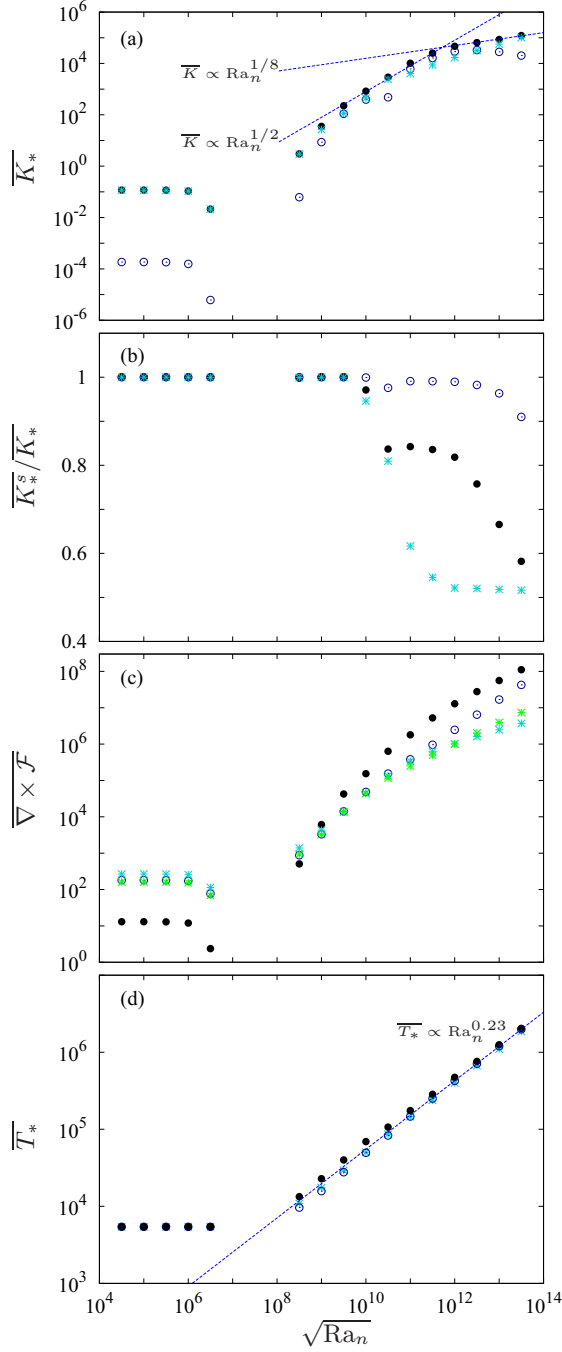 (a)
10^6
10^4
10^2
10^0
10^-2
10^-4
10^-6
\overline{K_*}
\overline{K} ∝ Ra_n^{1/8}
\overline{K} ∝ Ra_n^{1/2}
(b)
1
0.8
0.6
0.4
\overline{K_*^s}/\overline{K_*}
(c)
10^8
10^6
10^4
10^2
10^0
\overline{∇ × \mathcal{F}}
(d)
\overline{T_*} ∝ Ra_n^{0.23}
10^6
10^5
10^4
10^3
\overline{T_*}
10^4 10^6 10^8 10^10 10^12 10^14
\sqrt{Ra_n}